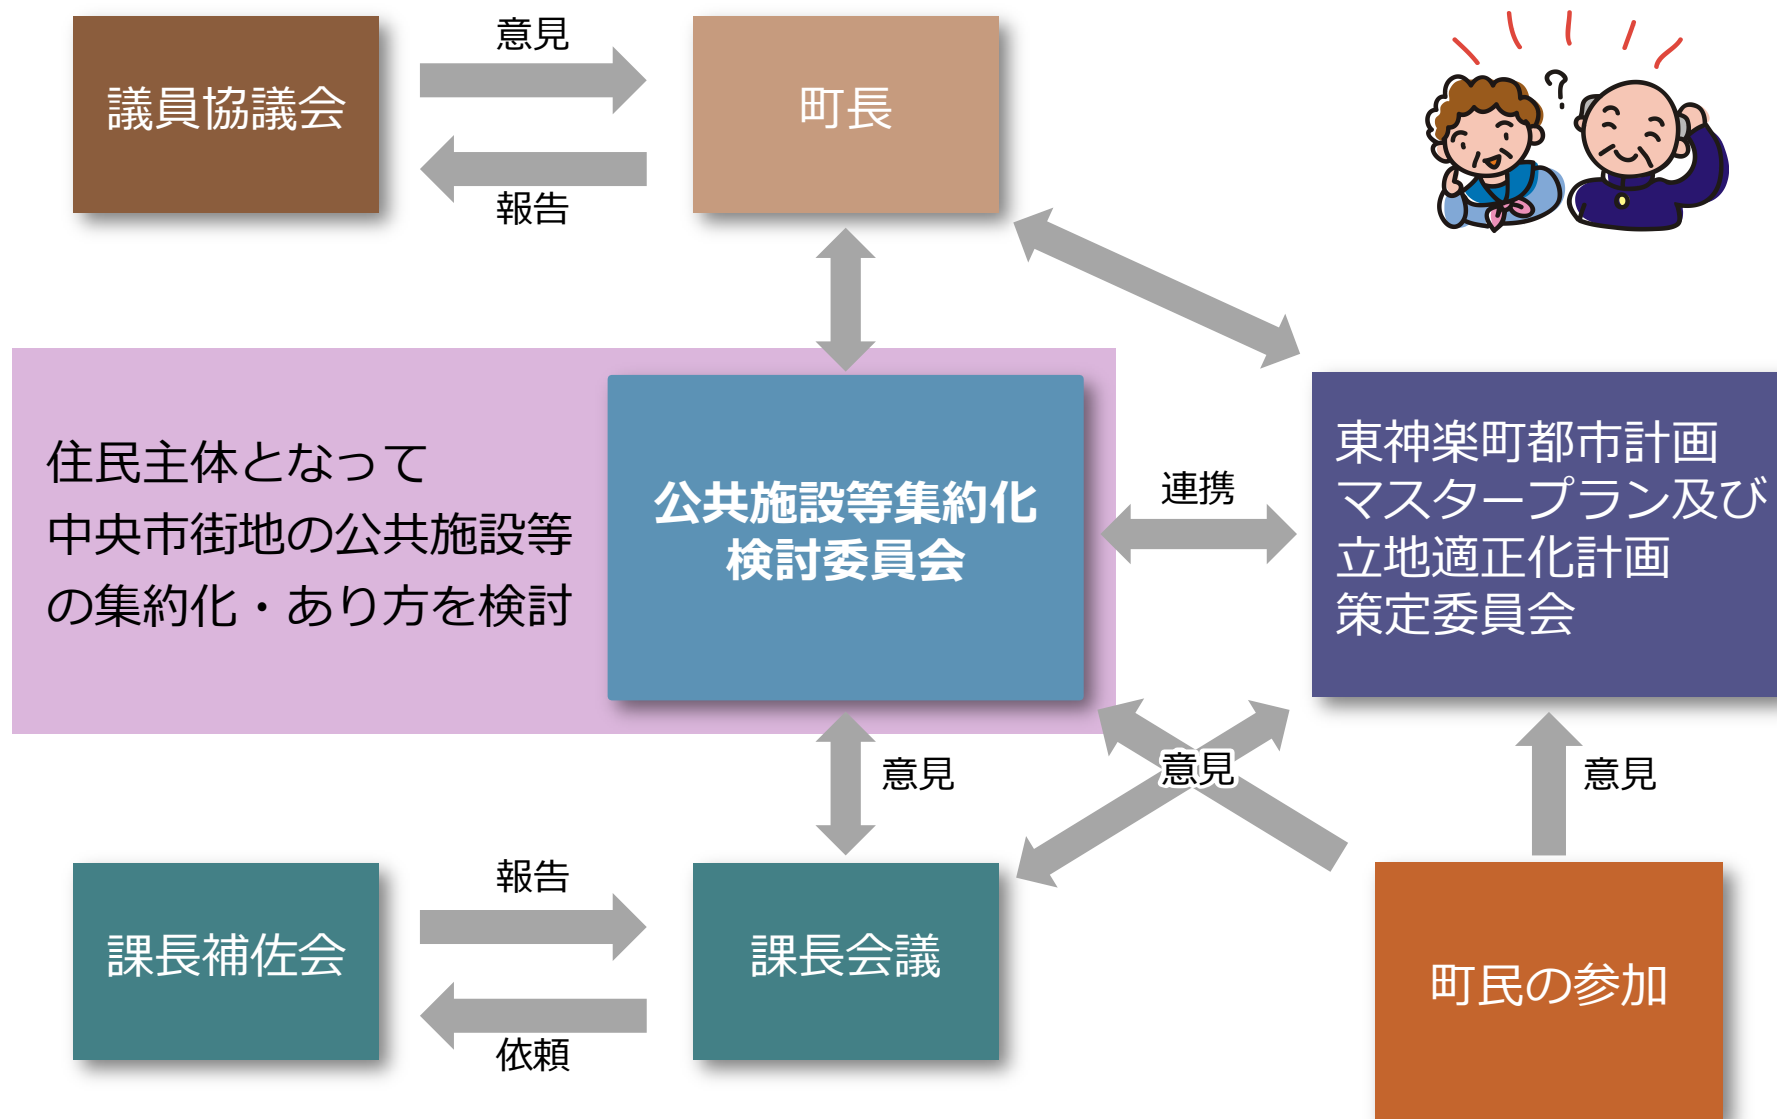 議員協議会
意見
報告
町長
住民主体となって
中央市街地の公共施設等
の集約化・あり方を検討
公共施設等集約化
検討委員会
連携
東神楽町都市計画
マスタープラン及び
立地適正化計画
策定委員会
意見
意見
意見
課長補佐会
報告
依頼
課長会議
町民の参加
?